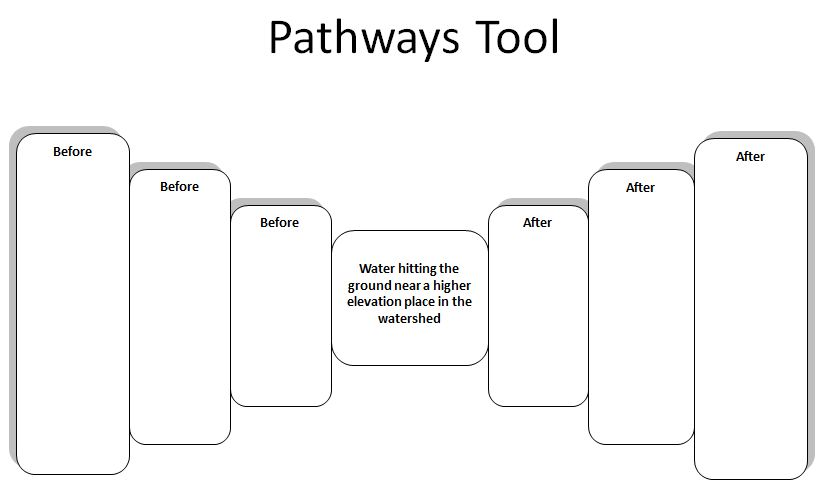 Pathways Tool
Before
Before
Before
Water hitting the
ground near a higher
elevation place in the
watershed
After
After
After